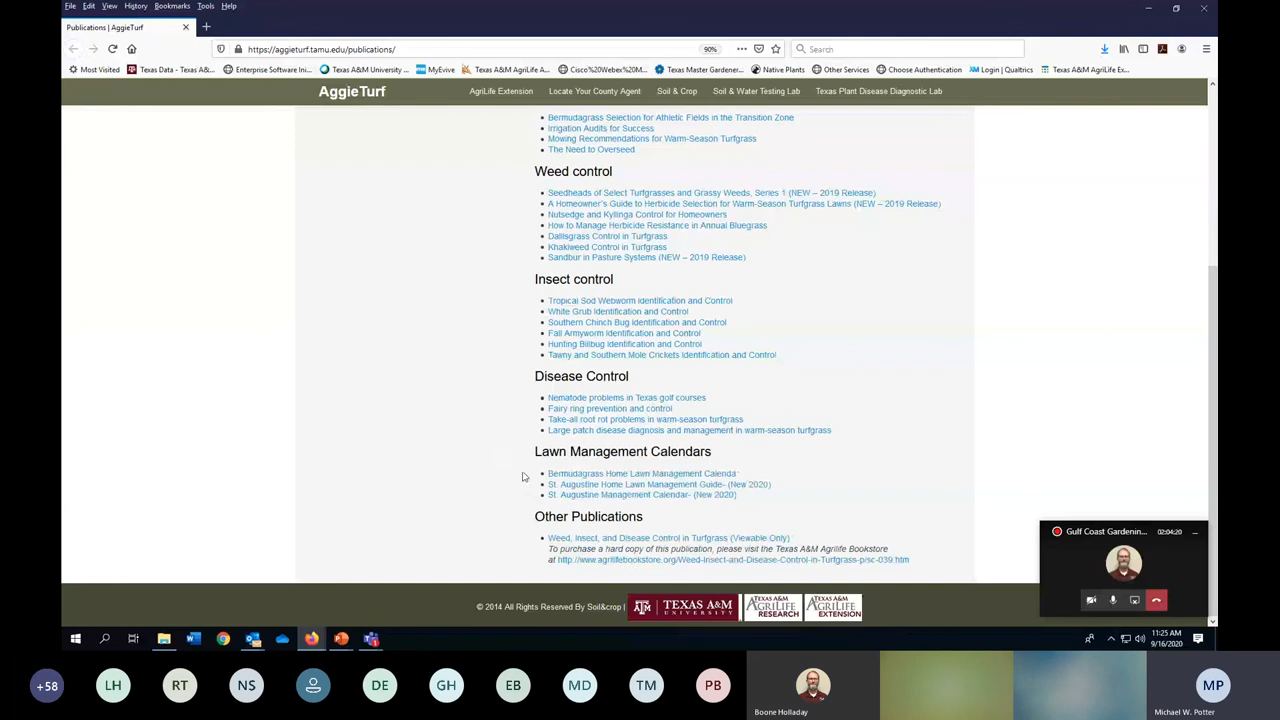 File Edit View History Bookmarks Tools Help
Publications | AggieTurf
https://aggieturf.tamu.edu/publications/ 90% Search
Most Visited Texas Data - Texas A&... Enterprise Software Ini... Texas A&M University ... MyEvive Texas A&M AgriLife A... Cisco%20Webex%20M... Texas Master Gardener... Native Plants Other Services Choose Authentication Login | Qualtrics Texas A&M AgriLife Ex...
AggieTurf AgriLife Extension Locate Your County Agent Soil & Crop Soil & Water Testing Lab Texas Plant Disease Diagnostic Lab
Bermudagrass Selection for Athletic Fields in the Transition Zone
Irrigation Audits for Success
Mowing Recommendations for Warm-Season Turfgrass
The Need to Overseed
Weed control
Seedheads of Select Turfgrasses and Grassy Weeds, Series 1 (NEW – 2019 Release)
A Homeowner's Guide to Herbicide Selection for Warm-Season Turfgrass Lawns (NEW – 2019 Release)
Nutsedge and Kyllinga Control for Homeowners
How to Manage Herbicide Resistance in Annual Bluegrass
Dallisgrass Control in Turfgrass
Khakiweed Control in Turfgrass
Sandbur in Pasture Systems (NEW – 2019 Release)
Insect control
Tropical Sod Webworm Identification and Control
White Grub Identification and Control
Southern Chinch Bug Identification and Control
Fall Armyworm Identification and Control
Hunting Billbug Identification and Control
Tawny and Southern Mole Crickets Identification and Control
Disease Control
Nematode problems in Texas golf courses
Fairy ring prevention and control
Take-all root rot problems in warm-season turfgrass
Large patch disease diagnosis and management in warm-season turfgrass
Lawn Management Calendars
Bermudagrass Home Lawn Management Calenda
St. Augustine Home Lawn Management Guide- (New 2020)
St. Augustine Management Calendar- (New 2020)
Other Publications
Weed, Insect, and Disease Control in Turfgrass (Viewable Only)
To purchase a hard copy of this publication, please visit the Texas A&M Agrilife Bookstore
at http://www.agrilifebookstore.org/Weed-Insect-and-Disease-Control-in-Turfgrass-p/sc-039.htm
Gulf Coast Gardenin... 02:04:20
© 2014 All Rights Reserved By Soil&crop | TEXAS A&M UNIVERSITY TEXAS A&M AGRILIFE RESEARCH TEXAS A&M AGRILIFE EXTENSION
11:25 AM
9/16/2020
+58 LH RT NS DE GH EB MD TM PB MP
Boone Holladay Michael W. Potter